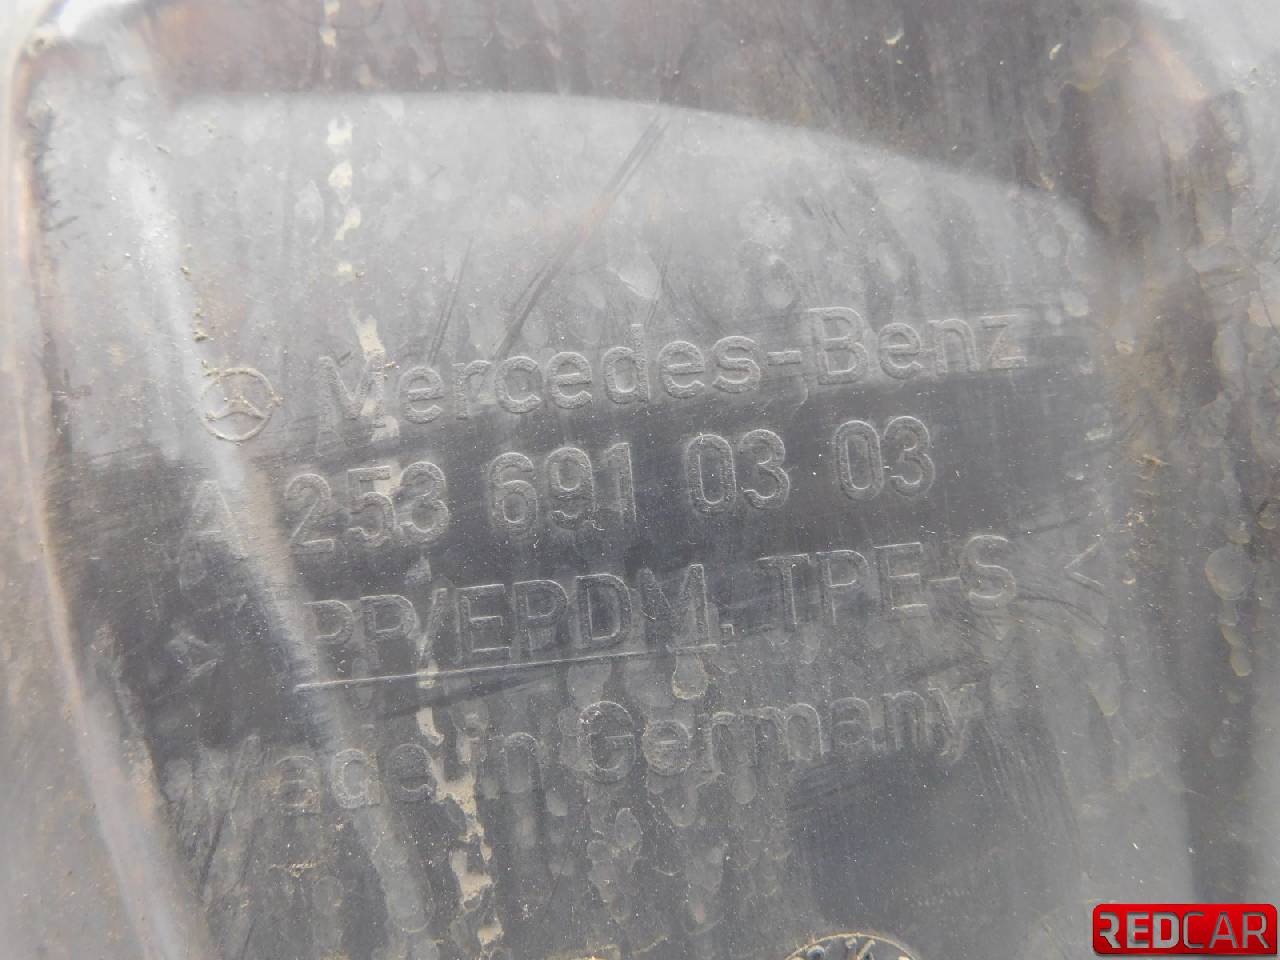 Mercedes-Benz
A 253 691 03 03
> PP/EPDM, TPE-S <
Made in Germany
REDCAR